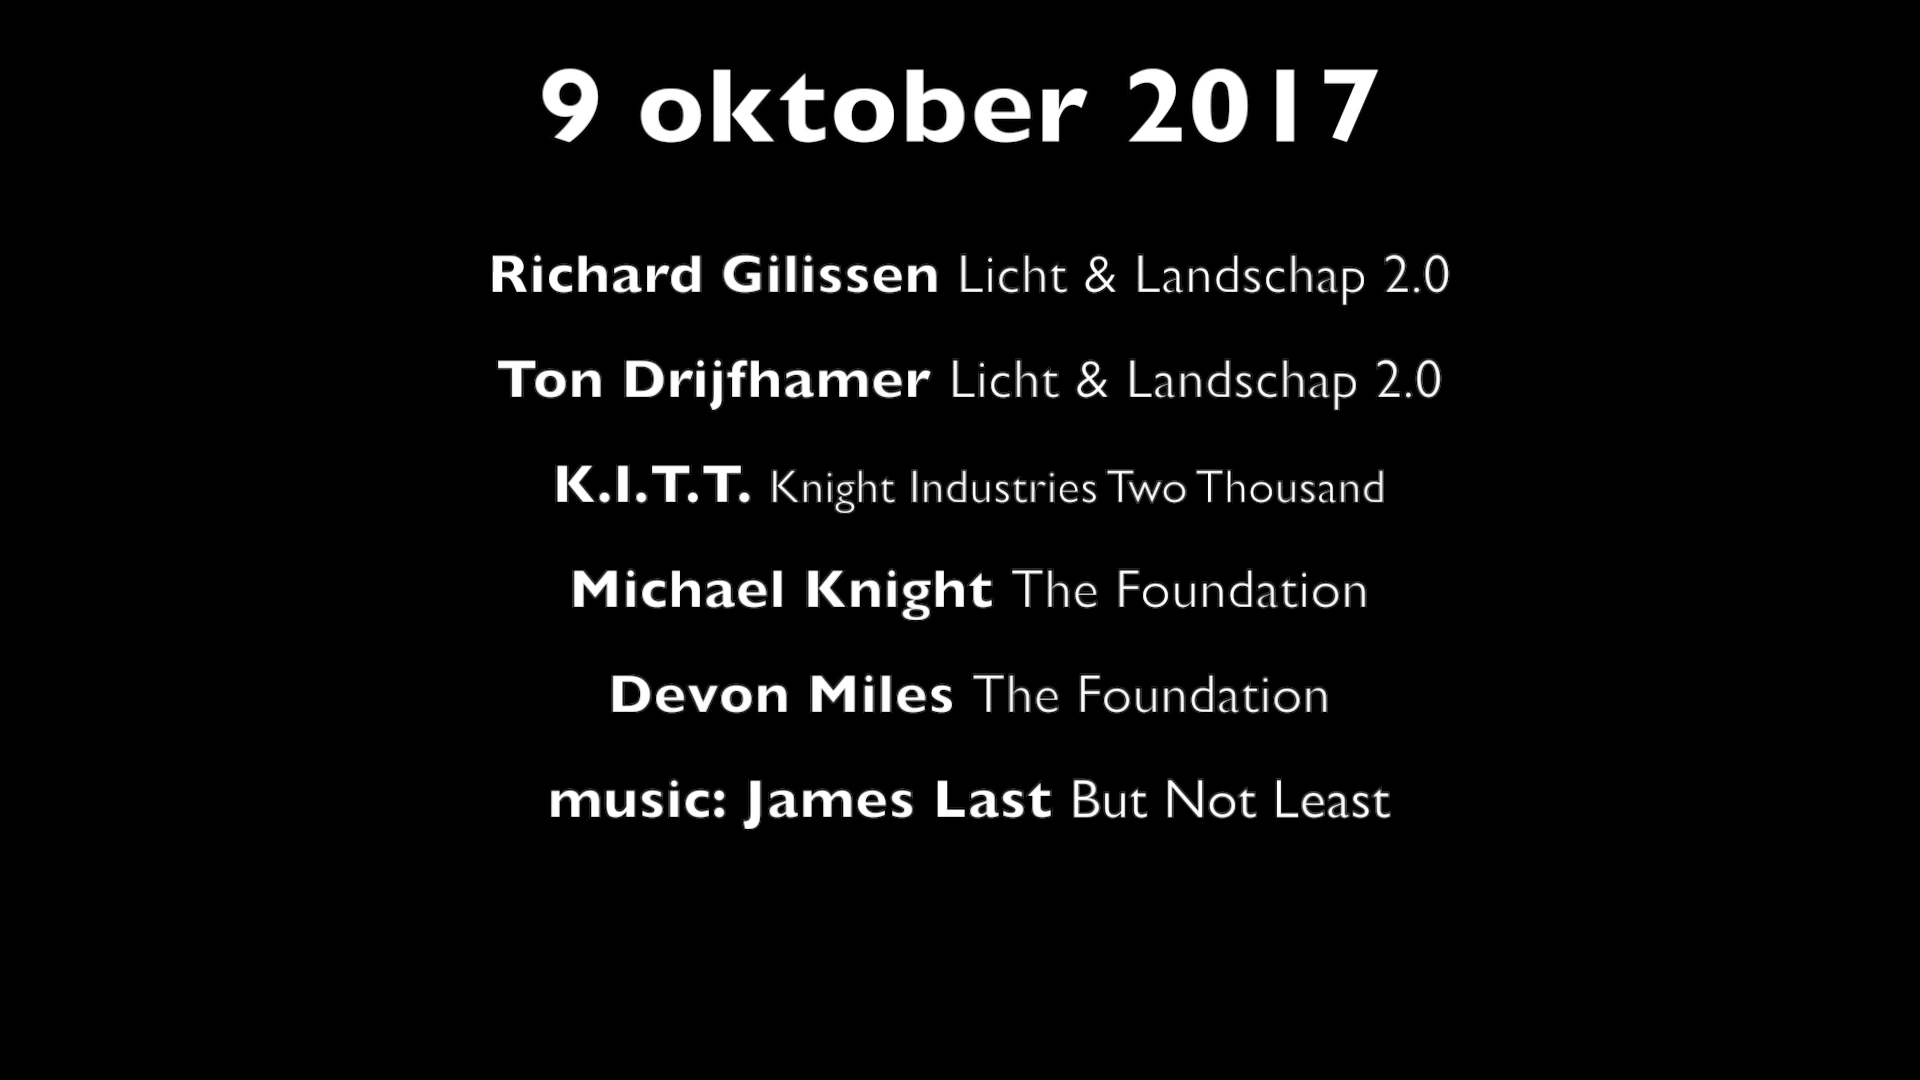 9 oktober 2017
Richard Gilissen Licht & Landschap 2.0
Ton Drijfhamer Licht & Landschap 2.0
K.I.T.T. Knight Industries Two Thousand
Michael Knight The Foundation
Devon Miles The Foundation
music: James Last But Not Least